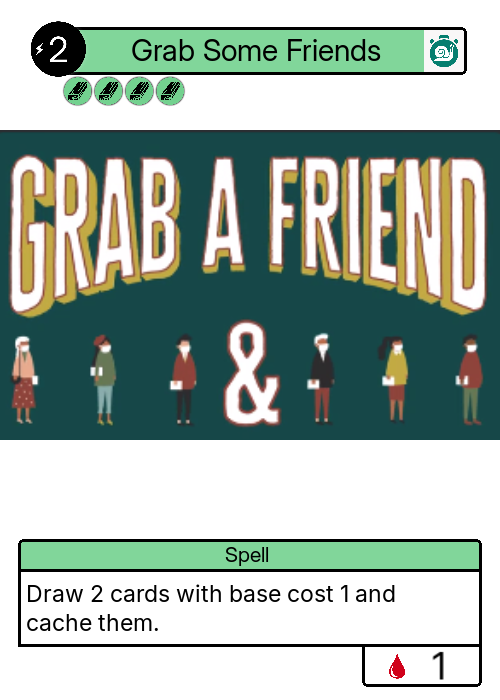 2
Grab Some Friends
GRAB A FRIEND
&
Spell
Draw 2 cards with base cost 1 and
cache them.
1